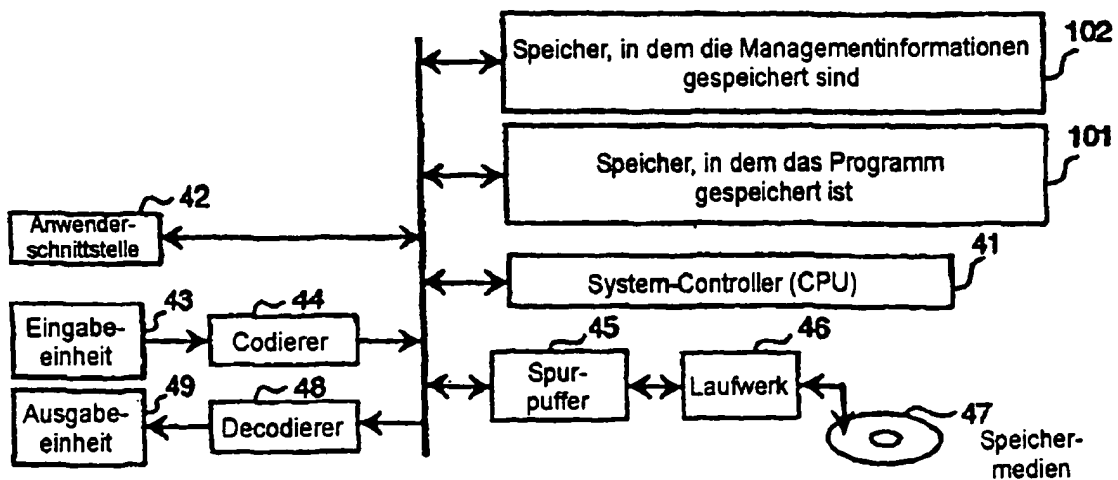 102
Speicher, in dem die Managementinformationen
gespeichert sind
101
Speicher, in dem das Programm
gespeichert ist
42
Anwender-
schnittstelle
41
System-Controller (CPU)
43
Eingabe-
einheit
44
Codierer
45
Spur-
puffer
46
Laufwerk
49
Ausgabe-
einheit
48
Decodierer
47
Speicher-
medien